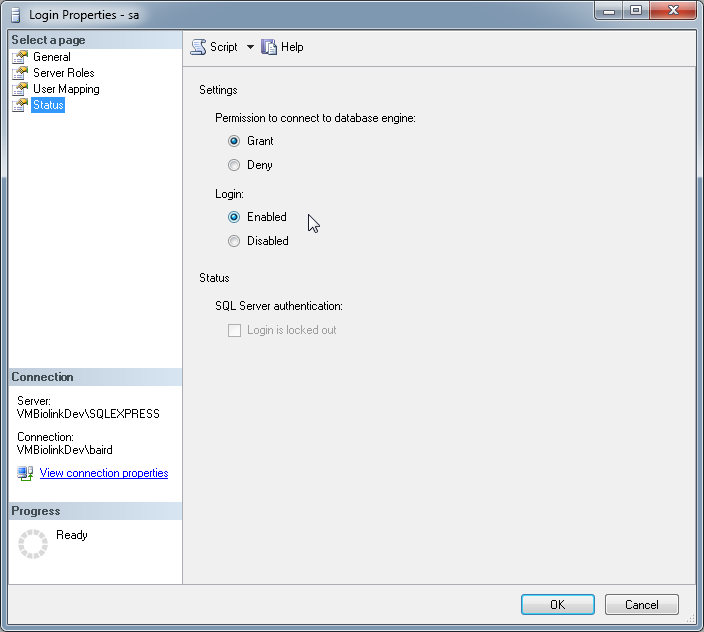 Login Properties - sa
Select a page
General
Server Roles
User Mapping
Status
Script
Help
Settings
Permission to connect to database engine:
Grant
Deny
Login:
Enabled
Disabled
Status
SQL Server authentication:
Login is locked out
Connection
Server:
VMBiolinkDev\SQLEXPRESS
Connection:
VMBiolinkDev\baird
View connection properties
Progress
Ready
OK
Cancel